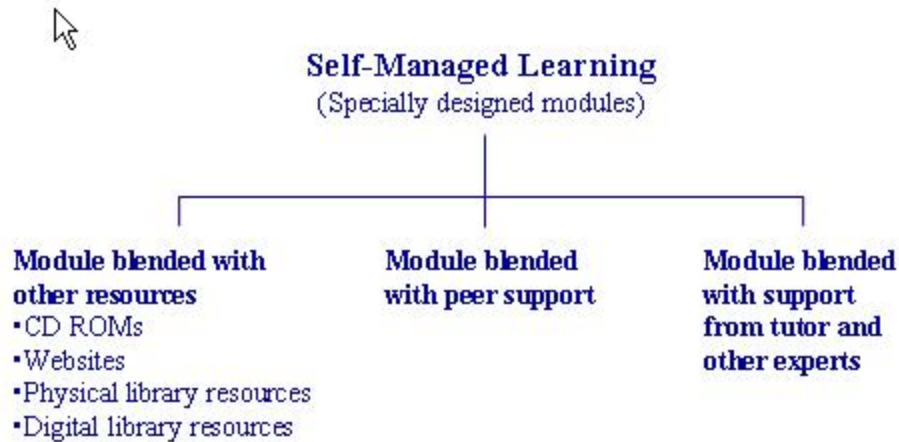 Self-Managed Learning
(Specially designed modules)
Module blended with
other resources
▪CD ROMs
▪Websites
▪Physical library resources
▪Digital library resources
Module blended
with peer support
Module blended
with support
from tutor and
other experts